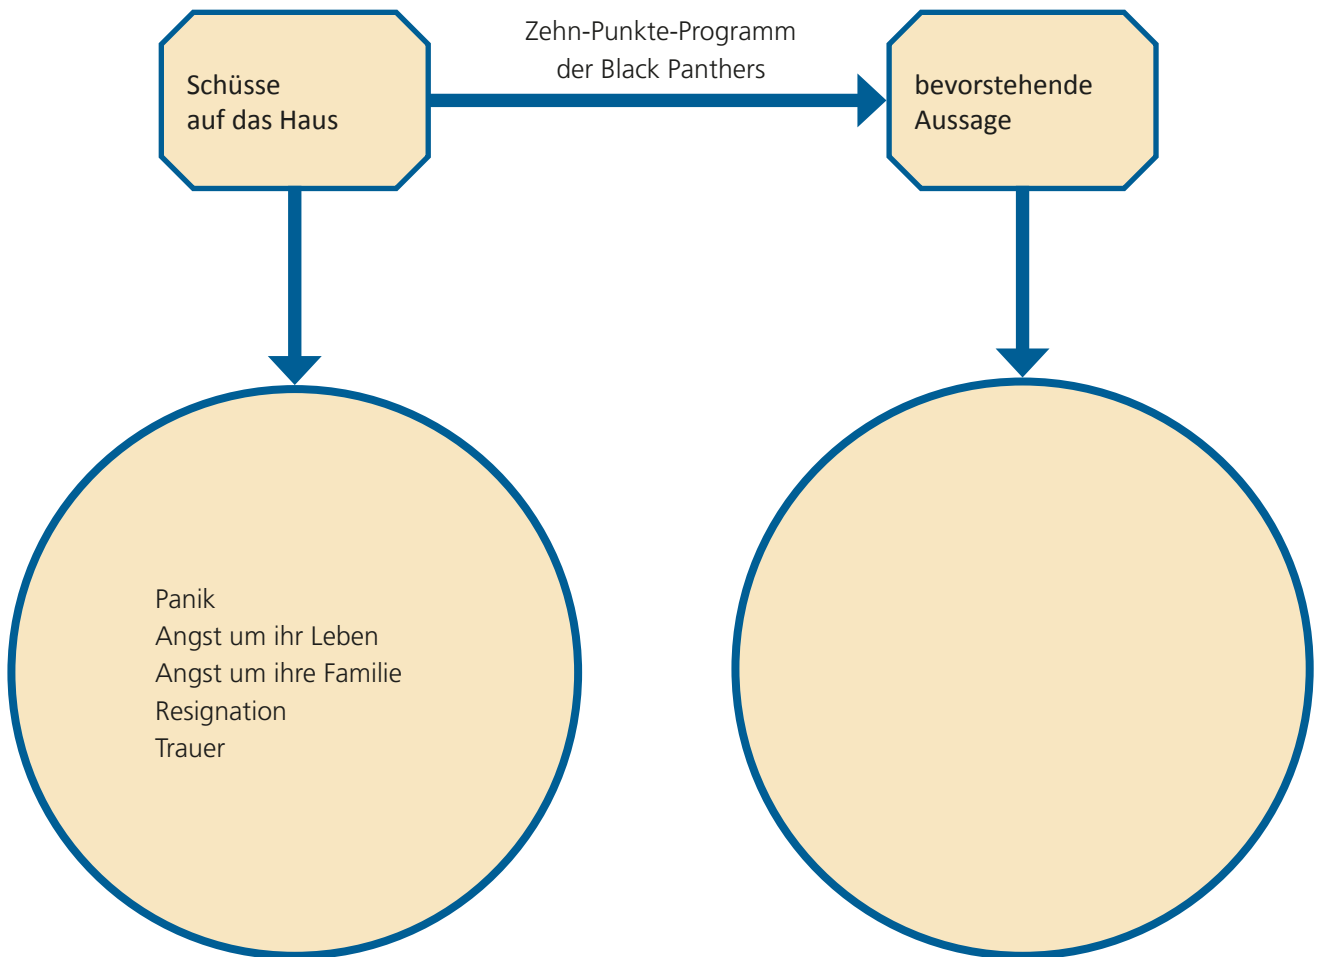 Schüsse
auf das Haus
Zehn-Punkte-Programm
der Black Panthers
bevorstehende
Aussage
Panik
Angst um ihr Leben
Angst um ihre Familie
Resignation
Trauer